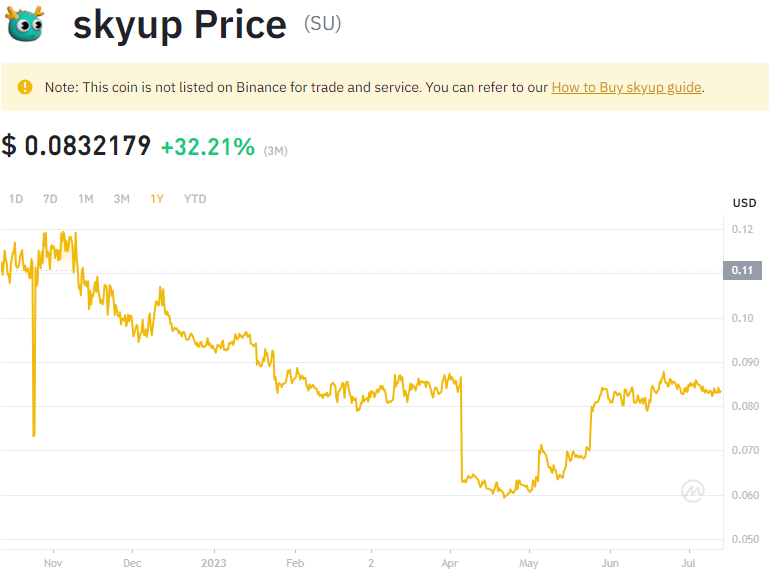 skyup Price (SU)
Note: This coin is not listed on Binance for trade and service. You can refer to our How to Buy skyup guide.
$ 0.0832179 +32.21% (3M)
1D 7D 1M 3M 1Y YTD
USD
0.12
0.11
0.10
0.090
0.080
0.070
0.060
0.050
Nov Dec 2023 Feb 2 Apr May Jun Jul